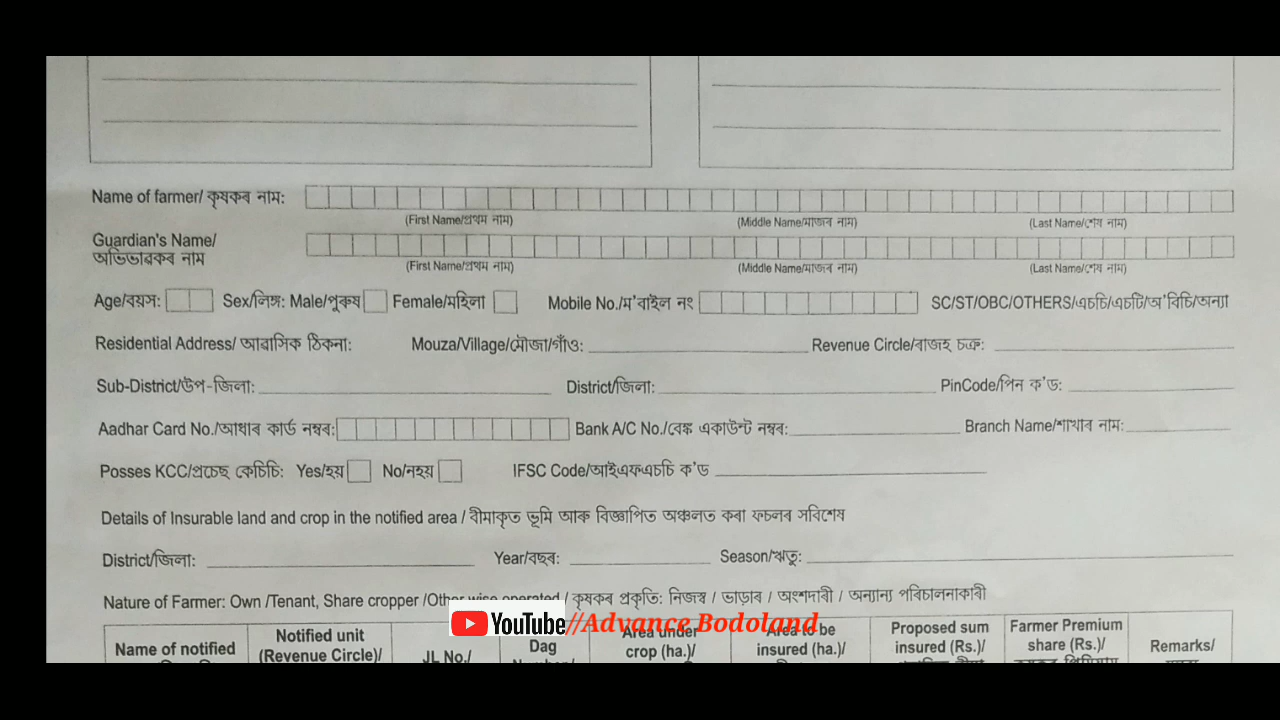 Name of farmer/ কৃষকৰ নাম:
(First Name/প্ৰথম নাম) (Middle Name/মাজৰ নাম) (Last Name/শেষ নাম)
Guardian's Name/
অভিভাৱকৰ নাম
(First Name/প্ৰথম নাম) (Middle Name/মাজৰ নাম) (Last Name/শেষ নাম)
Age/বয়স: Sex/লিঙ্গ: Male/পুৰুষ Female/মহিলা Mobile No./ম'বাইল নং SC/ST/OBC/OTHERS/এচচি/এচটি/অ'বিচি/অন্যা
Residential Address/ আৱাসিক ঠিকনা: Mouza/Village/মৌজা/গাঁও: Revenue Circle/ৰাজহ চক্ৰ:
Sub-District/উপ-জিলা: District/জিলা: PinCode/পিন ক'ড:
Aadhar Card No./আধাৰ কাৰ্ড নম্বৰ: Bank A/C No./বেঙ্ক একাউন্ট নম্বৰ: Branch Name/শাখাৰ নাম:
Posses KCC/প্ৰচেছ কেচিচি: Yes/হয় No/নহয় IFSC Code/আইএফএচচি ক'ড
Details of Insurable land and crop in the notified area / বীমাকৃত ভূমি আৰু বিজ্ঞাপিত অঞ্চলত কৰা ফচলৰ সবিশেষ
District/জিলা: Year/বছৰ: Season/ঋতু:
Nature of Farmer: Own /Tenant, Share cropper /Other wise operated / কৃষকৰ প্ৰকৃতি: নিজস্ব / ভাড়াৰ / অংশদাৰী / অন্যান্য পৰিচালনাকাৰী
YouTube//Advance Bodoland
Name of notified
Notified unit
(Revenue Circle)/
JL No./
Dag
Area under
crop (ha.)/
Area to be
insured (ha.)/
Proposed sum
insured (Rs.)/
Farmer Premium
share (Rs.)/
Remarks/